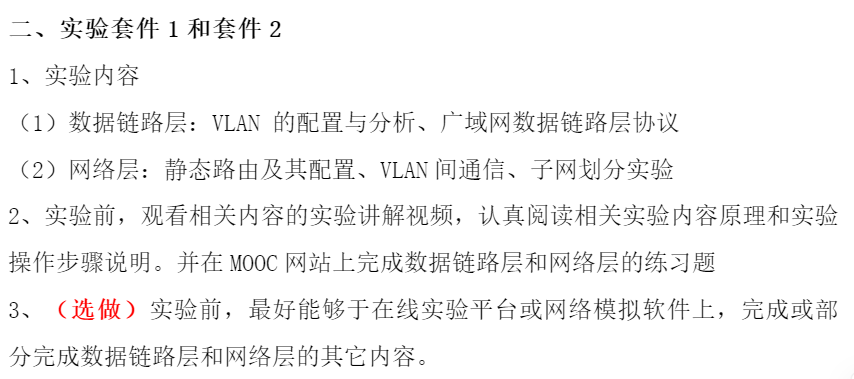 二、实验套件 1 和套件 2
1、实验内容
（1）数据链路层：VLAN 的配置与分析、广域网数据链路层协议
（2）网络层：静态路由及其配置、VLAN 间通信、子网划分实验
2、实验前，观看相关内容的实验讲解视频，认真阅读相关实验内容原理和实验
操作步骤说明。并在 MOOC 网站上完成数据链路层和网络层的练习题
3、（选做）实验前，最好能够于在线实验平台或网络模拟软件上，完成或部
分完成数据链路层和网络层的其它内容。